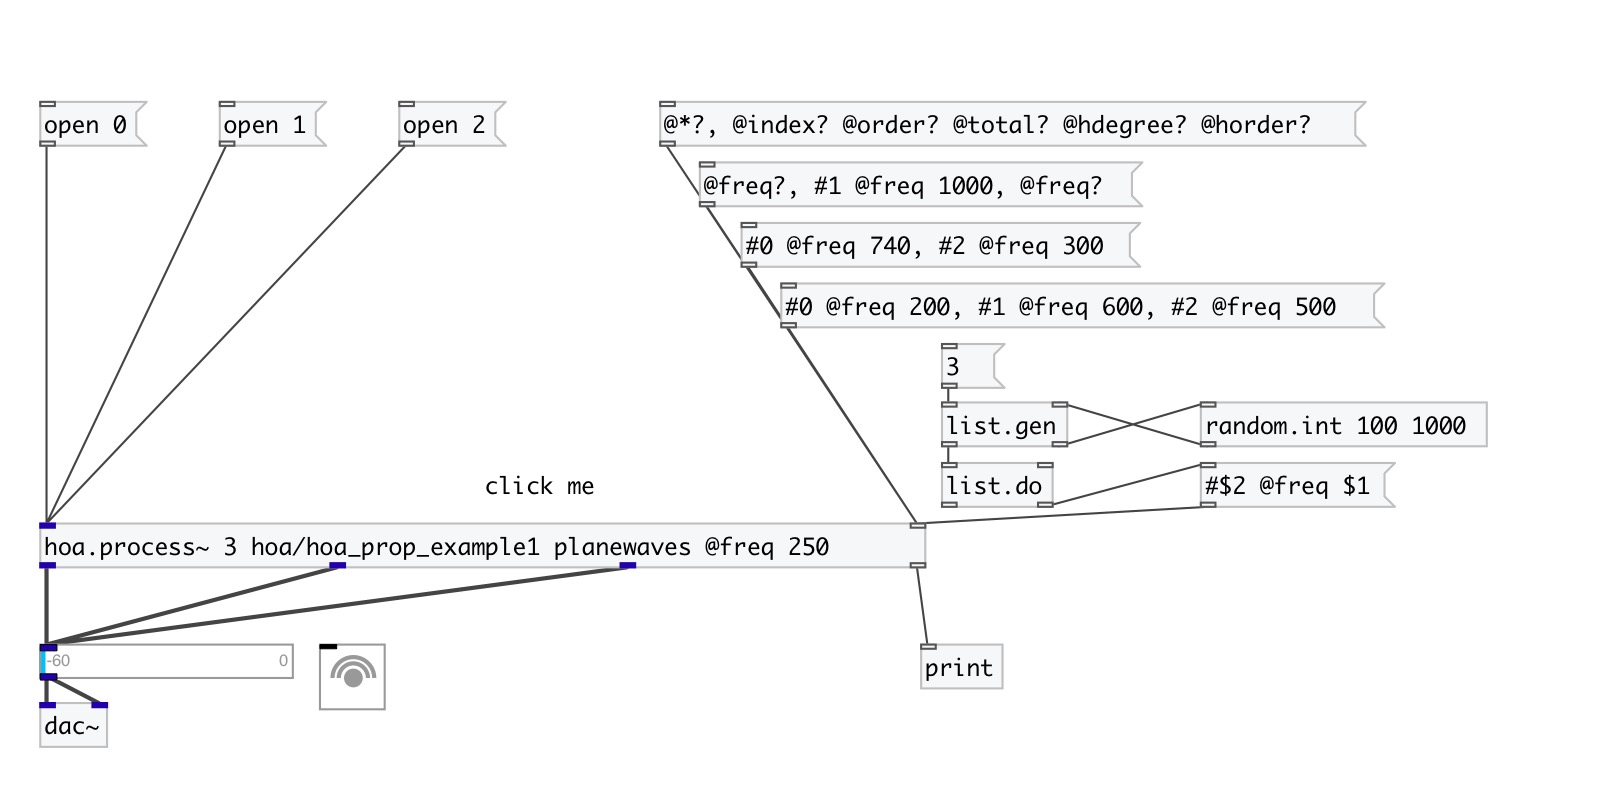 open 0
open 1
open 2
@*?, @index? @order? @total? @hdegree? @horder?
@freq?, #1 @freq 1000, @freq?
#0 @freq 740, #2 @freq 300
#0 @freq 200, #1 @freq 600, #2 @freq 500
3
list.gen
random.int 100 1000
list.do
#$2 @freq $1
click me
hoa.process~ 3 hoa/hoa_prop_example1 planewaves @freq 250
-60
0
print
dac~